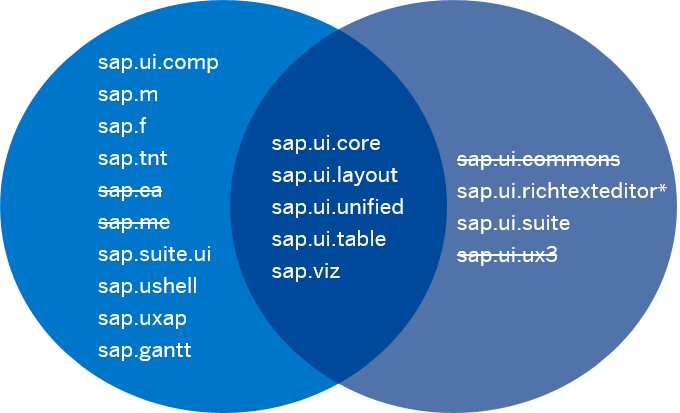 sap.ui.comp
sap.m
sap.f
sap.tnt
sap.ca
sap.me
sap.suite.ui
sap.ushell
sap.uxap
sap.gantt
sap.ui.core
sap.ui.layout
sap.ui.unified
sap.ui.table
sap.viz
sap.ui.commons
sap.ui.richtexteditor*
sap.ui.suite
sap.ui.ux3